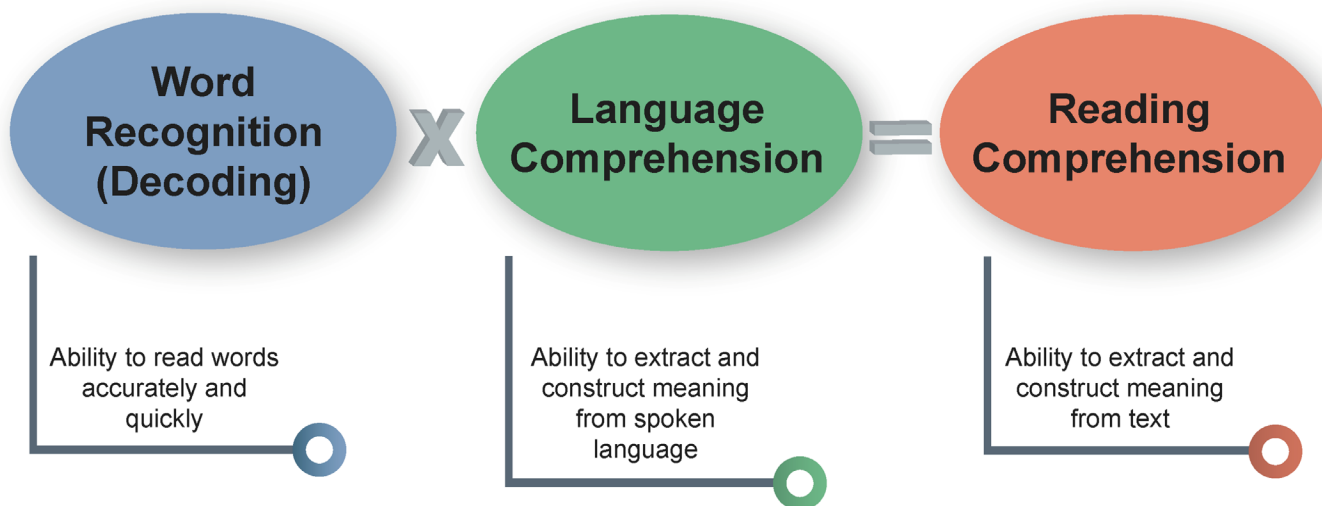 Word
Recognition
(Decoding)
X
Language
Comprehension
=
Reading
Comprehension
Ability to read words
accurately and
quickly
Ability to extract and
construct meaning
from spoken
language
Ability to extract and
construct meaning
from text